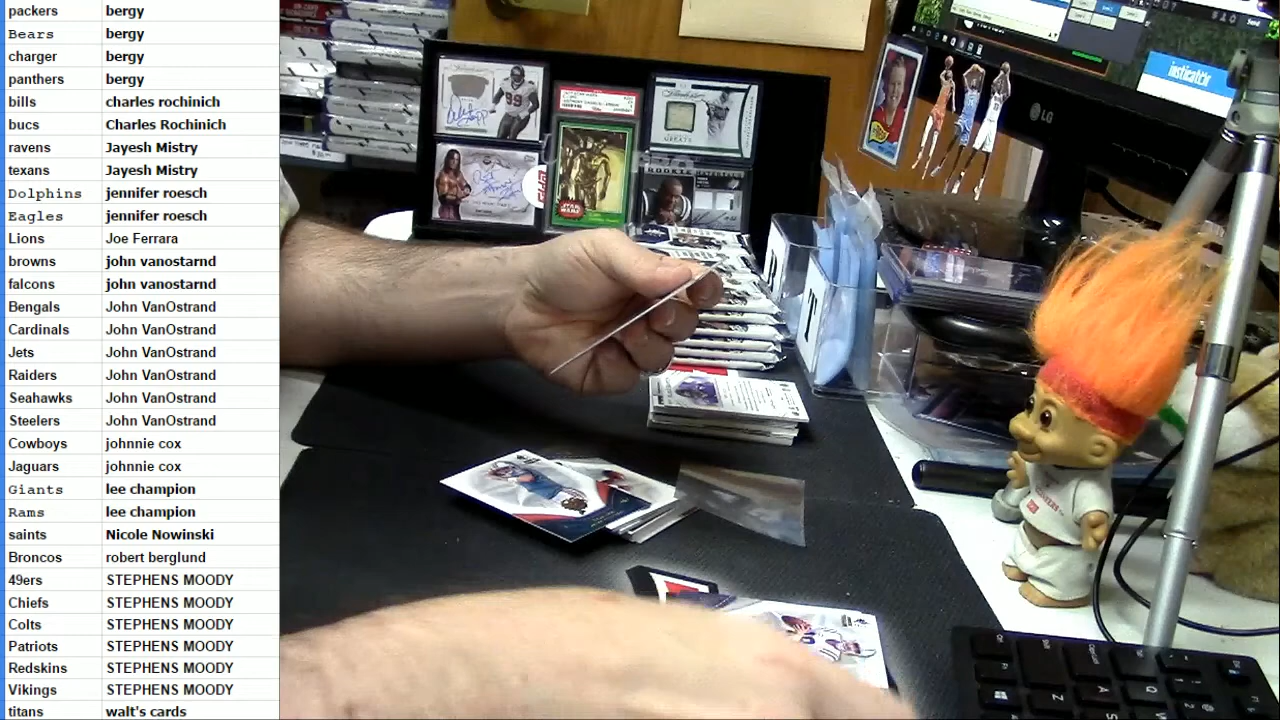 packers bergy
Bears bergy
charger bergy
panthers bergy
bills charles rochinich
bucs Charles Rochinich
ravens Jayesh Mistry
texans Jayesh Mistry
Dolphins jennifer roesch
Eagles jennifer roesch
Lions Joe Ferrara
browns john vanostarnd
falcons john vanostarnd
Bengals John VanOstrand
Cardinals John VanOstrand
Jets John VanOstrand
Raiders John VanOstrand
Seahawks John VanOstrand
Steelers John VanOstrand
Cowboys johnnie cox
Jaguars johnnie cox
Giants lee champion
Rams lee champion
saints Nicole Nowinski
Broncos robert berglund
49ers STEPHENS MOODY
Chiefs STEPHENS MOODY
Colts STEPHENS MOODY
Patriots STEPHENS MOODY
Redskins STEPHENS MOODY
Vikings STEPHENS MOODY
titans walt's cards
LG
STAR WARS
T